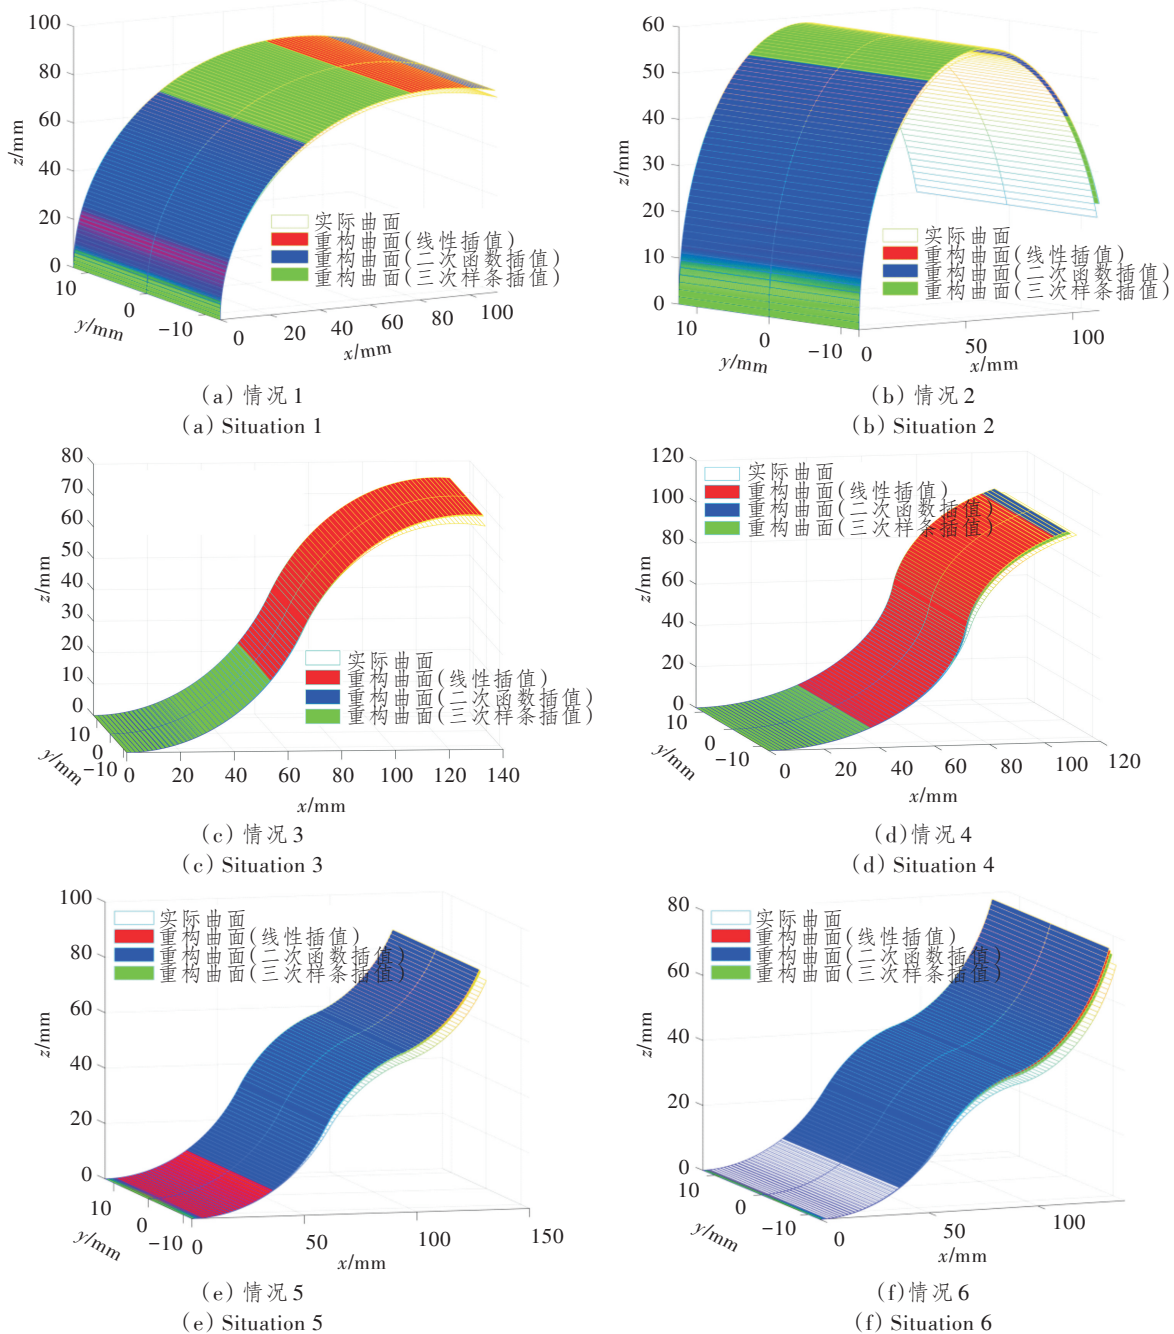 100
80
60
40
20
0
z/mm
10
0
−10
y/mm
0
20
40
60
80
100
x/mm
实际曲面
重构曲面(线性插值)
重构曲面(二次函数插值)
重构曲面(三次样条插值)
(a) 情况 1
(a) Situation 1
60
50
40
30
20
10
0
z/mm
10
0
−10
y/mm
0
50
100
x/mm
实际曲面
重构曲面(线性插值)
重构曲面(二次函数插值)
重构曲面(三次样条插值)
(b) 情况 2
(b) Situation 2
80
70
60
50
40
30
20
10
0
z/mm
10
0
−10
y/mm
0
20
40
60
80
100
120
140
x/mm
实际曲面
重构曲面(线性插值)
重构曲面(二次函数插值)
重构曲面(三次样条插值)
(c) 情况 3
(c) Situation 3
120
100
80
60
40
20
0
z/mm
10
0
−10
y/mm
0
20
40
60
80
100
120
x/mm
实际曲面
重构曲面(线性插值)
重构曲面(二次函数插值)
重构曲面(三次样条插值)
(d)情况 4
(d) Situation 4
100
80
60
40
20
0
z/mm
10
0
−10
y/mm
0
50
100
150
x/mm
实际曲面
重构曲面(线性插值)
重构曲面(二次函数插值)
重构曲面(三次样条插值)
(e) 情况 5
(e) Situation 5
80
60
40
20
0
z/mm
10
0
−10
y/mm
0
50
100
x/mm
实际曲面
重构曲面(线性插值)
重构曲面(二次函数插值)
重构曲面(三次样条插值)
(f)情况 6
(f) Situation 6